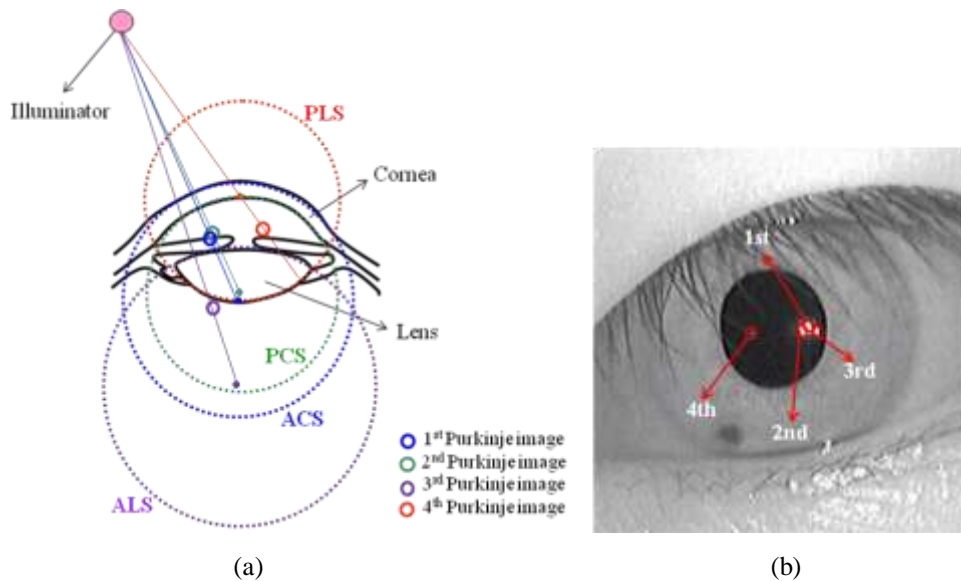 Illuminator
PLS
Cornea
Lens
PCS
ACS
ALS
1st Purkinje image
2nd Purkinje image
3rd Purkinje image
4th Purkinje image
(a)
1st
3rd
4th
2nd
(b)